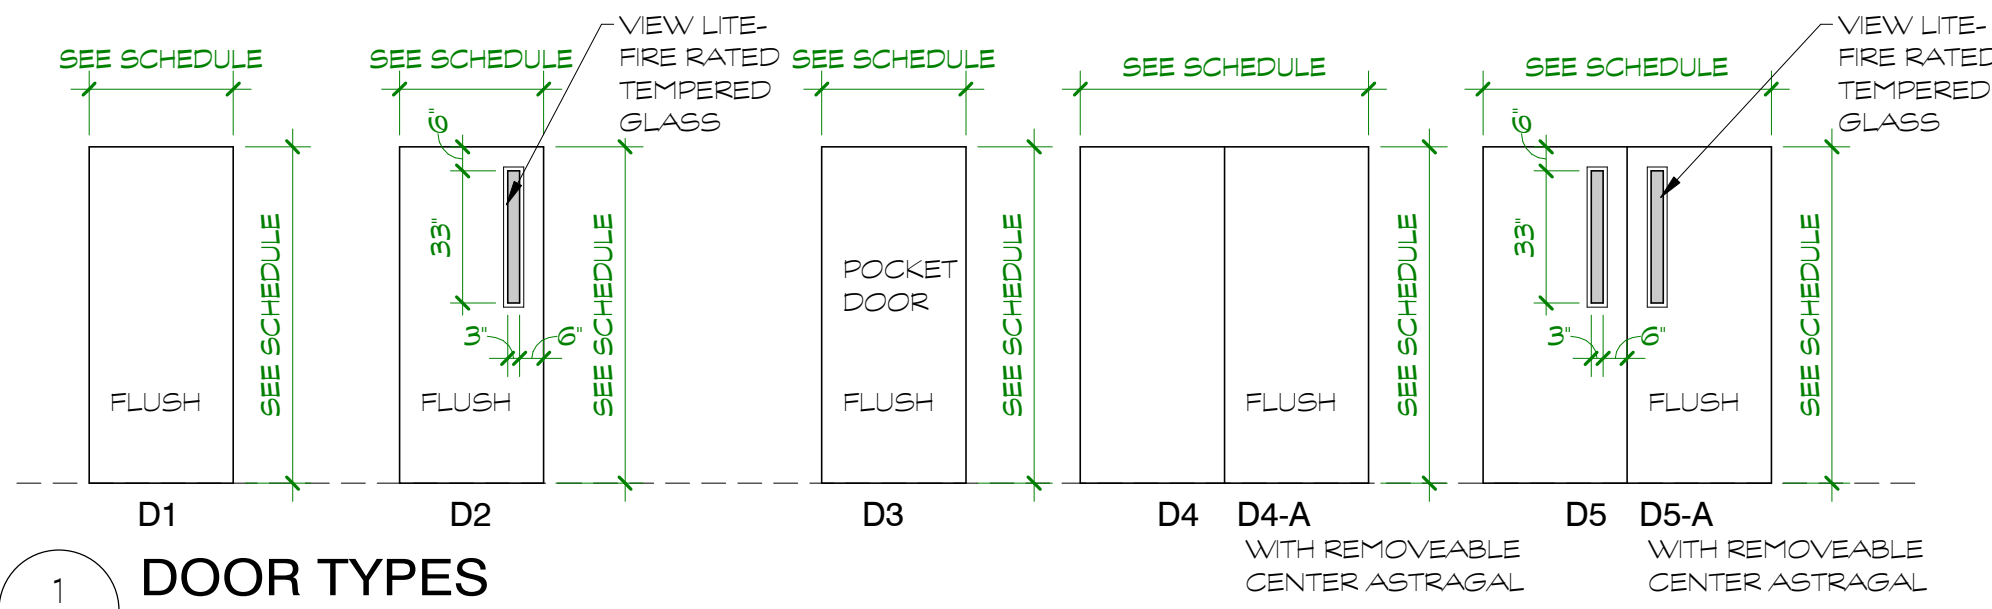 SEE SCHEDULE
SEE SCHEDULE
FLUSH
D1
SEE SCHEDULE
VIEW LITE-
FIRE RATED
TEMPERED
GLASS
6"
33"
3"
6"
SEE SCHEDULE
FLUSH
D2
SEE SCHEDULE
POCKET
DOOR
FLUSH
SEE SCHEDULE
D3
SEE SCHEDULE
SEE SCHEDULE
FLUSH
D4
D4-A
WITH REMOVEABLE
CENTER ASTRAGAL
SEE SCHEDULE
VIEW LITE-
FIRE RATED
TEMPERED
GLASS
6"
33"
3"
6"
SEE SCHEDULE
FLUSH
D5
D5-A
WITH REMOVEABLE
CENTER ASTRAGAL
1
DOOR TYPES